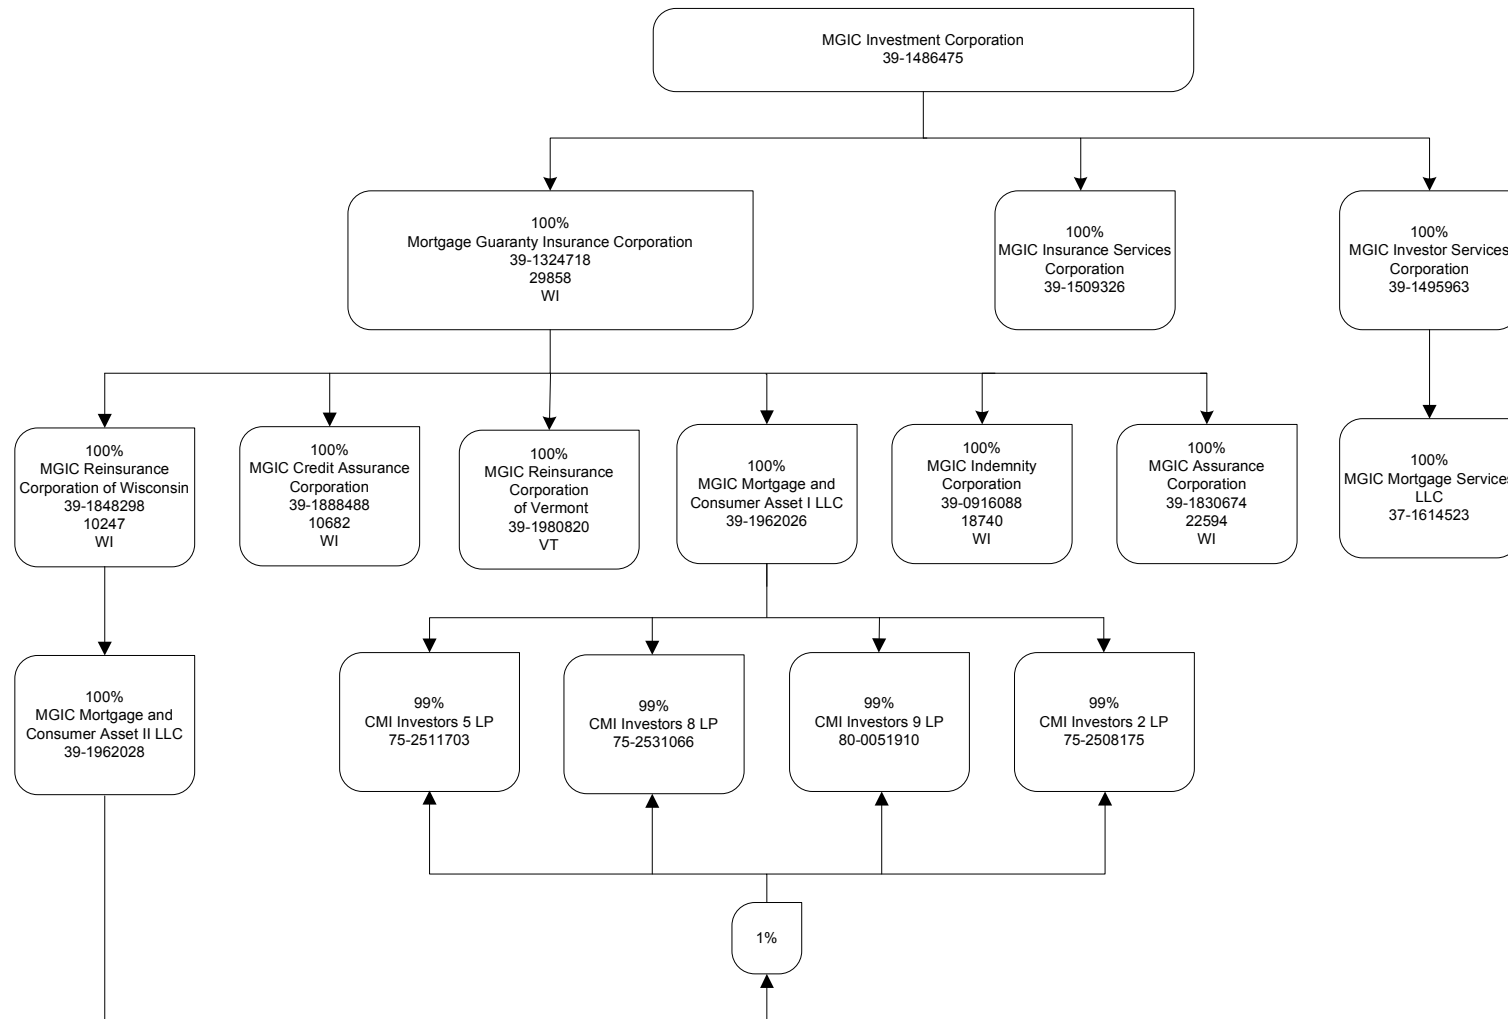 MGIC Investment Corporation
39-1486475
100%
Mortgage Guaranty Insurance Corporation
39-1324718
29858
WI
100%
MGIC Insurance Services
Corporation
39-1509326
100%
MGIC Investor Services
Corporation
39-1495963
100%
MGIC Reinsurance
Corporation of Wisconsin
39-1848298
10247
WI
100%
MGIC Credit Assurance
Corporation
39-1888488
10682
WI
100%
MGIC Reinsurance
Corporation
of Vermont
39-1980820
VT
100%
MGIC Mortgage and
Consumer Asset I LLC
39-1962026
100%
MGIC Indemnity
Corporation
39-0916088
18740
WI
100%
MGIC Assurance
Corporation
39-1830674
22594
WI
100%
MGIC Mortgage Services
LLC
37-1614523
100%
MGIC Mortgage and
Consumer Asset II LLC
39-1962028
99%
CMI Investors 5 LP
75-2511703
99%
CMI Investors 8 LP
75-2531066
99%
CMI Investors 9 LP
80-0051910
99%
CMI Investors 2 LP
75-2508175
1%